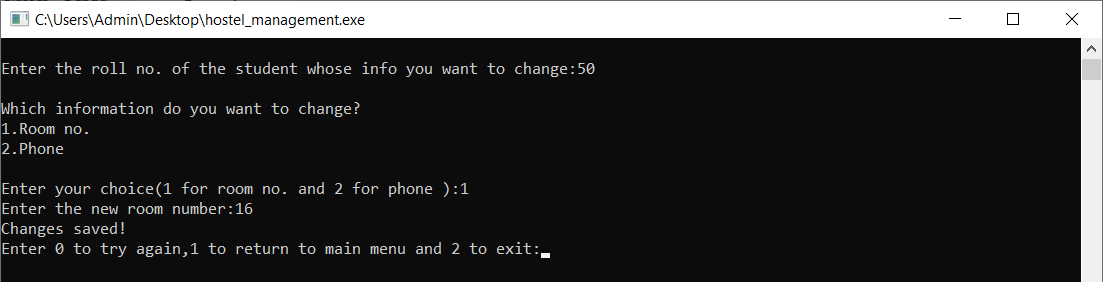 C:\Users\Admin\Desktop\hostel_management.exe
Enter the roll no. of the student whose info you want to change:50
Which information do you want to change?
1.Room no.
2.Phone
Enter your choice(1 for room no. and 2 for phone ):1
Enter the new room number:16
Changes saved!
Enter 0 to try again,1 to return to main menu and 2 to exit: